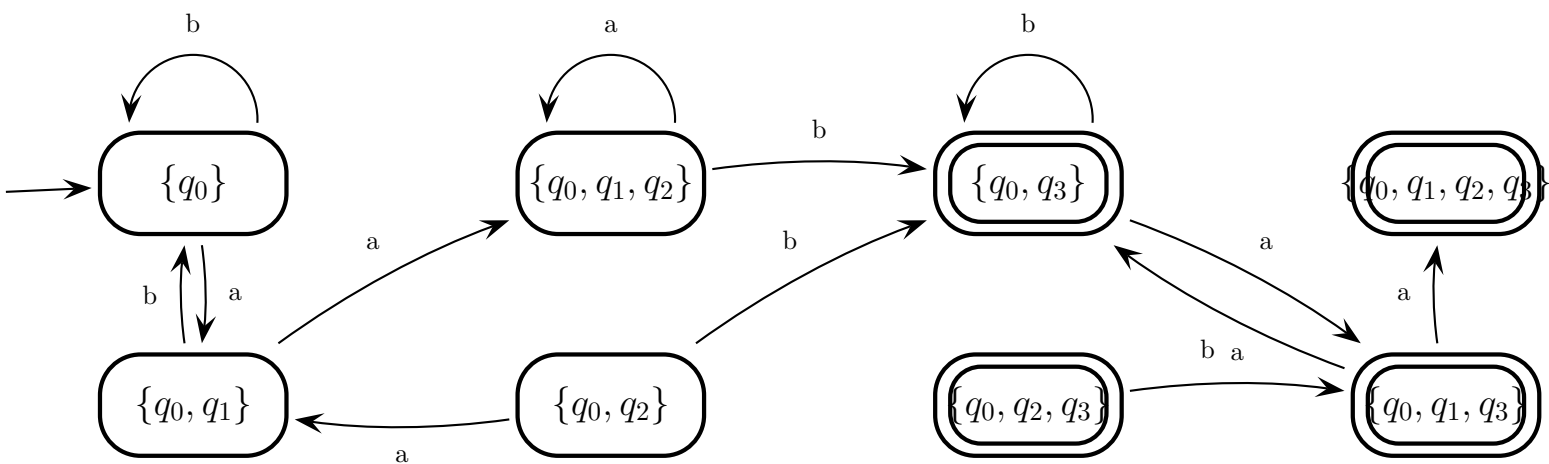 b
a
b
b
{q₀}
{q₀, q₁, q₂}
{q₀, q₃}
{q₀, q₁, q₂, q₃}
a
b
a
b
a
a
b
a
{q₀, q₁}
{q₀, q₂}
{q₀, q₂, q₃}
{q₀, q₁, q₃}
a